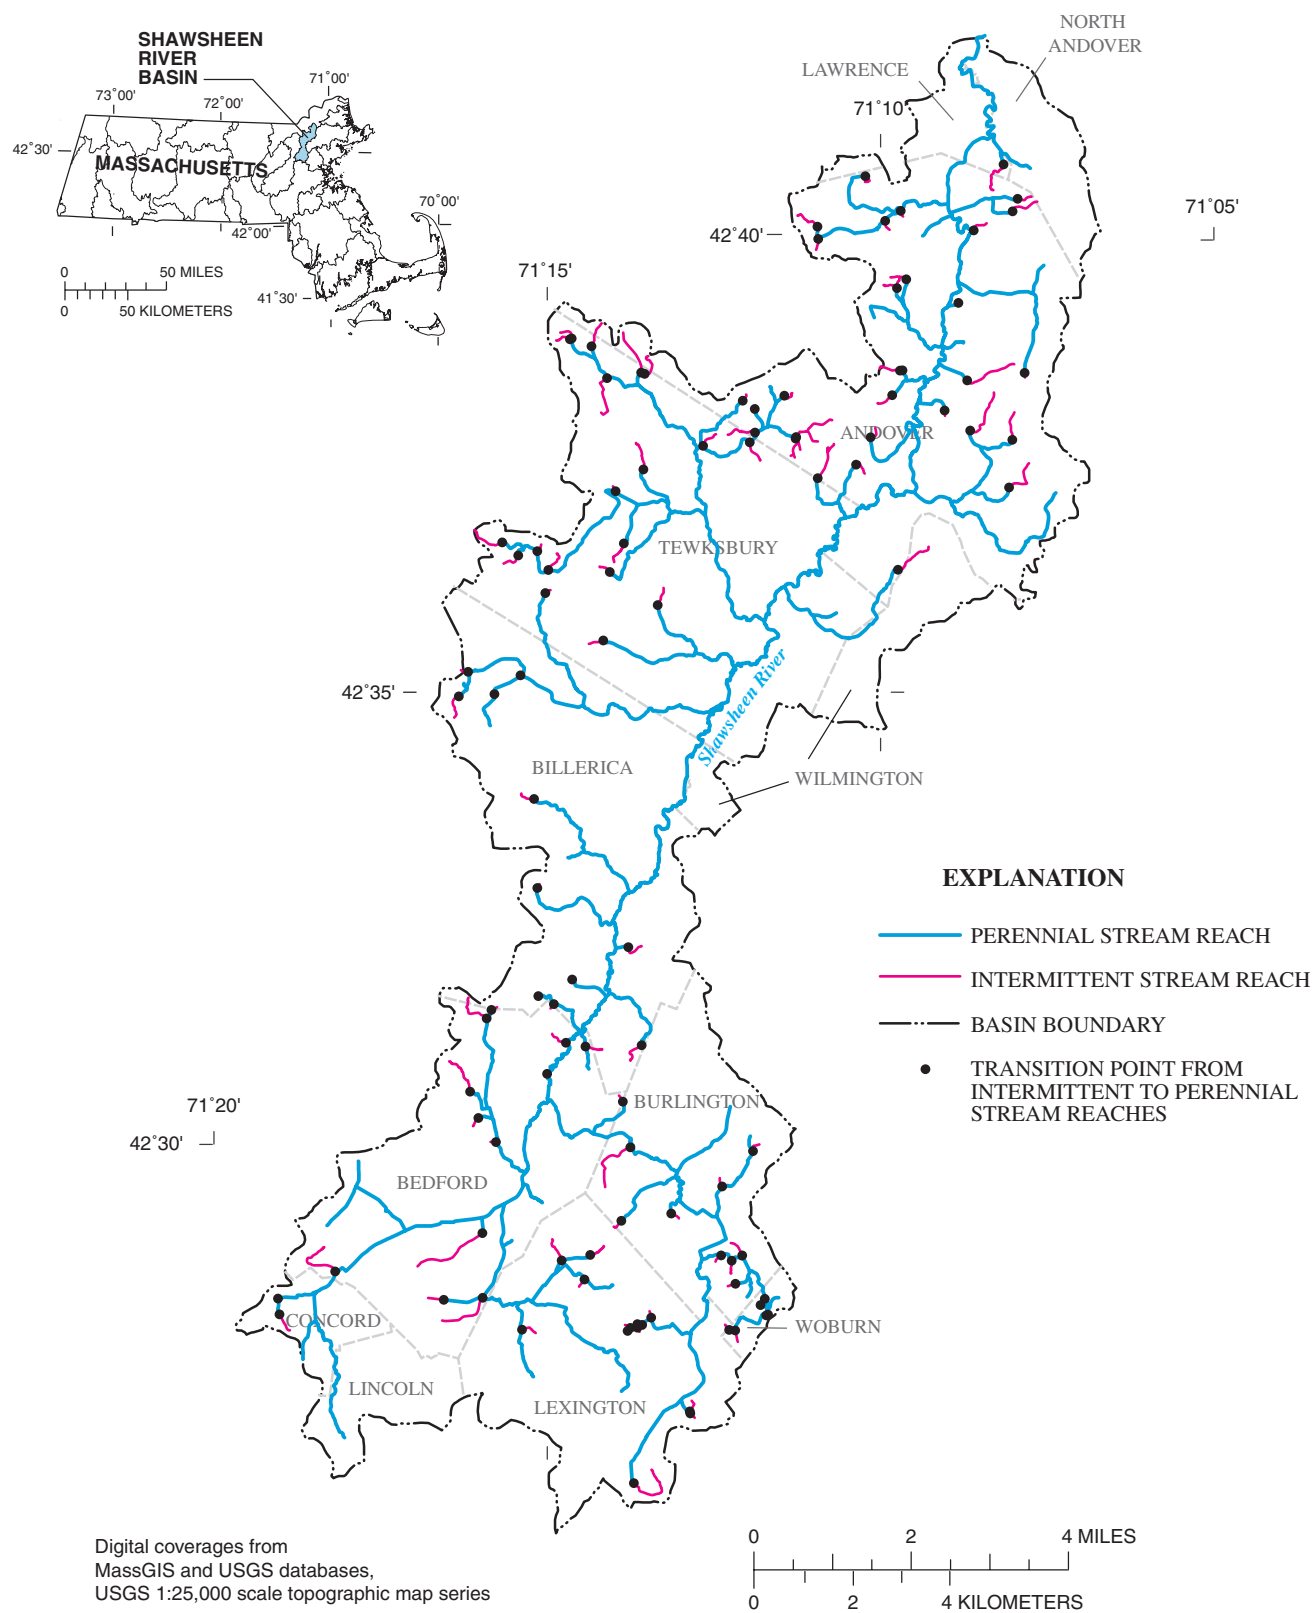 SHAWSHEEN
RIVER
BASIN
71°00'
73°00'
72°00'
42°30'
MASSACHUSETTS
70°00'
42°00'
41°30'
0 50 MILES
0 50 KILOMETERS
NORTH
ANDOVER
LAWRENCE
71°10'
71°05'
42°40'
71°15'
ANDOVER
TEWKSBURY
42°35'
Shawsheen River
BILLERICA
WILMINGTON
EXPLANATION
PERENNIAL STREAM REACH
INTERMITTENT STREAM REACH
BASIN BOUNDARY
TRANSITION POINT FROM
INTERMITTENT TO PERENNIAL
STREAM REACHES
71°20'
42°30'
BURLINGTON
BEDFORD
CONCORD
WOBURN
LINCOLN
LEXINGTON
Digital coverages from
MassGIS and USGS databases,
USGS 1:25,000 scale topographic map series
0 2 4 MILES
0 2 4 KILOMETERS